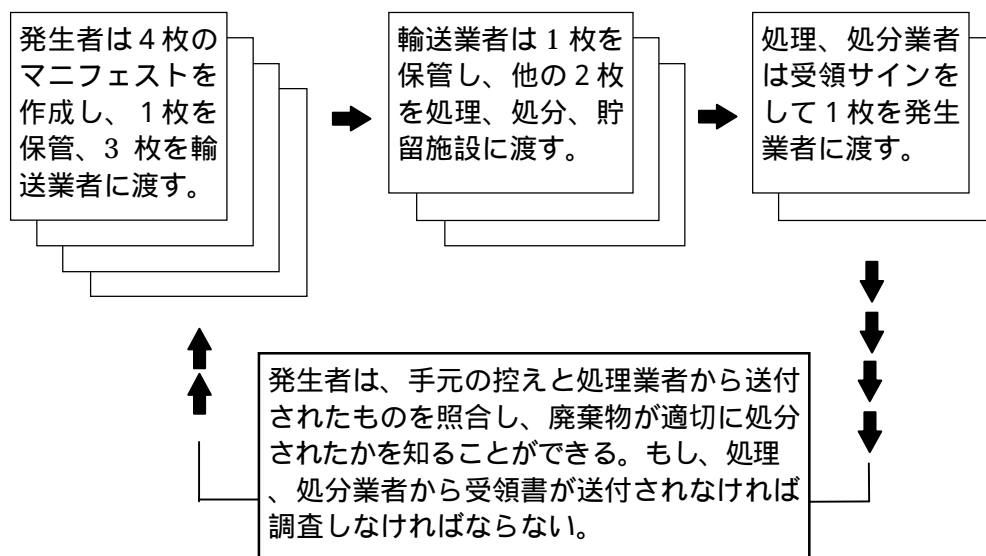 発生者は４枚の
マニフェストを
作成し、１枚を
保管、3 枚を輸
送業者に渡す。
輸送業者は 1 枚を
保管し、他の２枚
を処理、処分、貯
留施設に渡す。
処理、処分業者
は受領サインを
して１枚を発生
業者に渡す。
発生者は、手元の控えと処理業者から送付
されたものを照合し、廃棄物が適切に処分
されたかを知ることができる。もし、処理
、処分業者から受領書が送付されなければ
調査しなければならない。